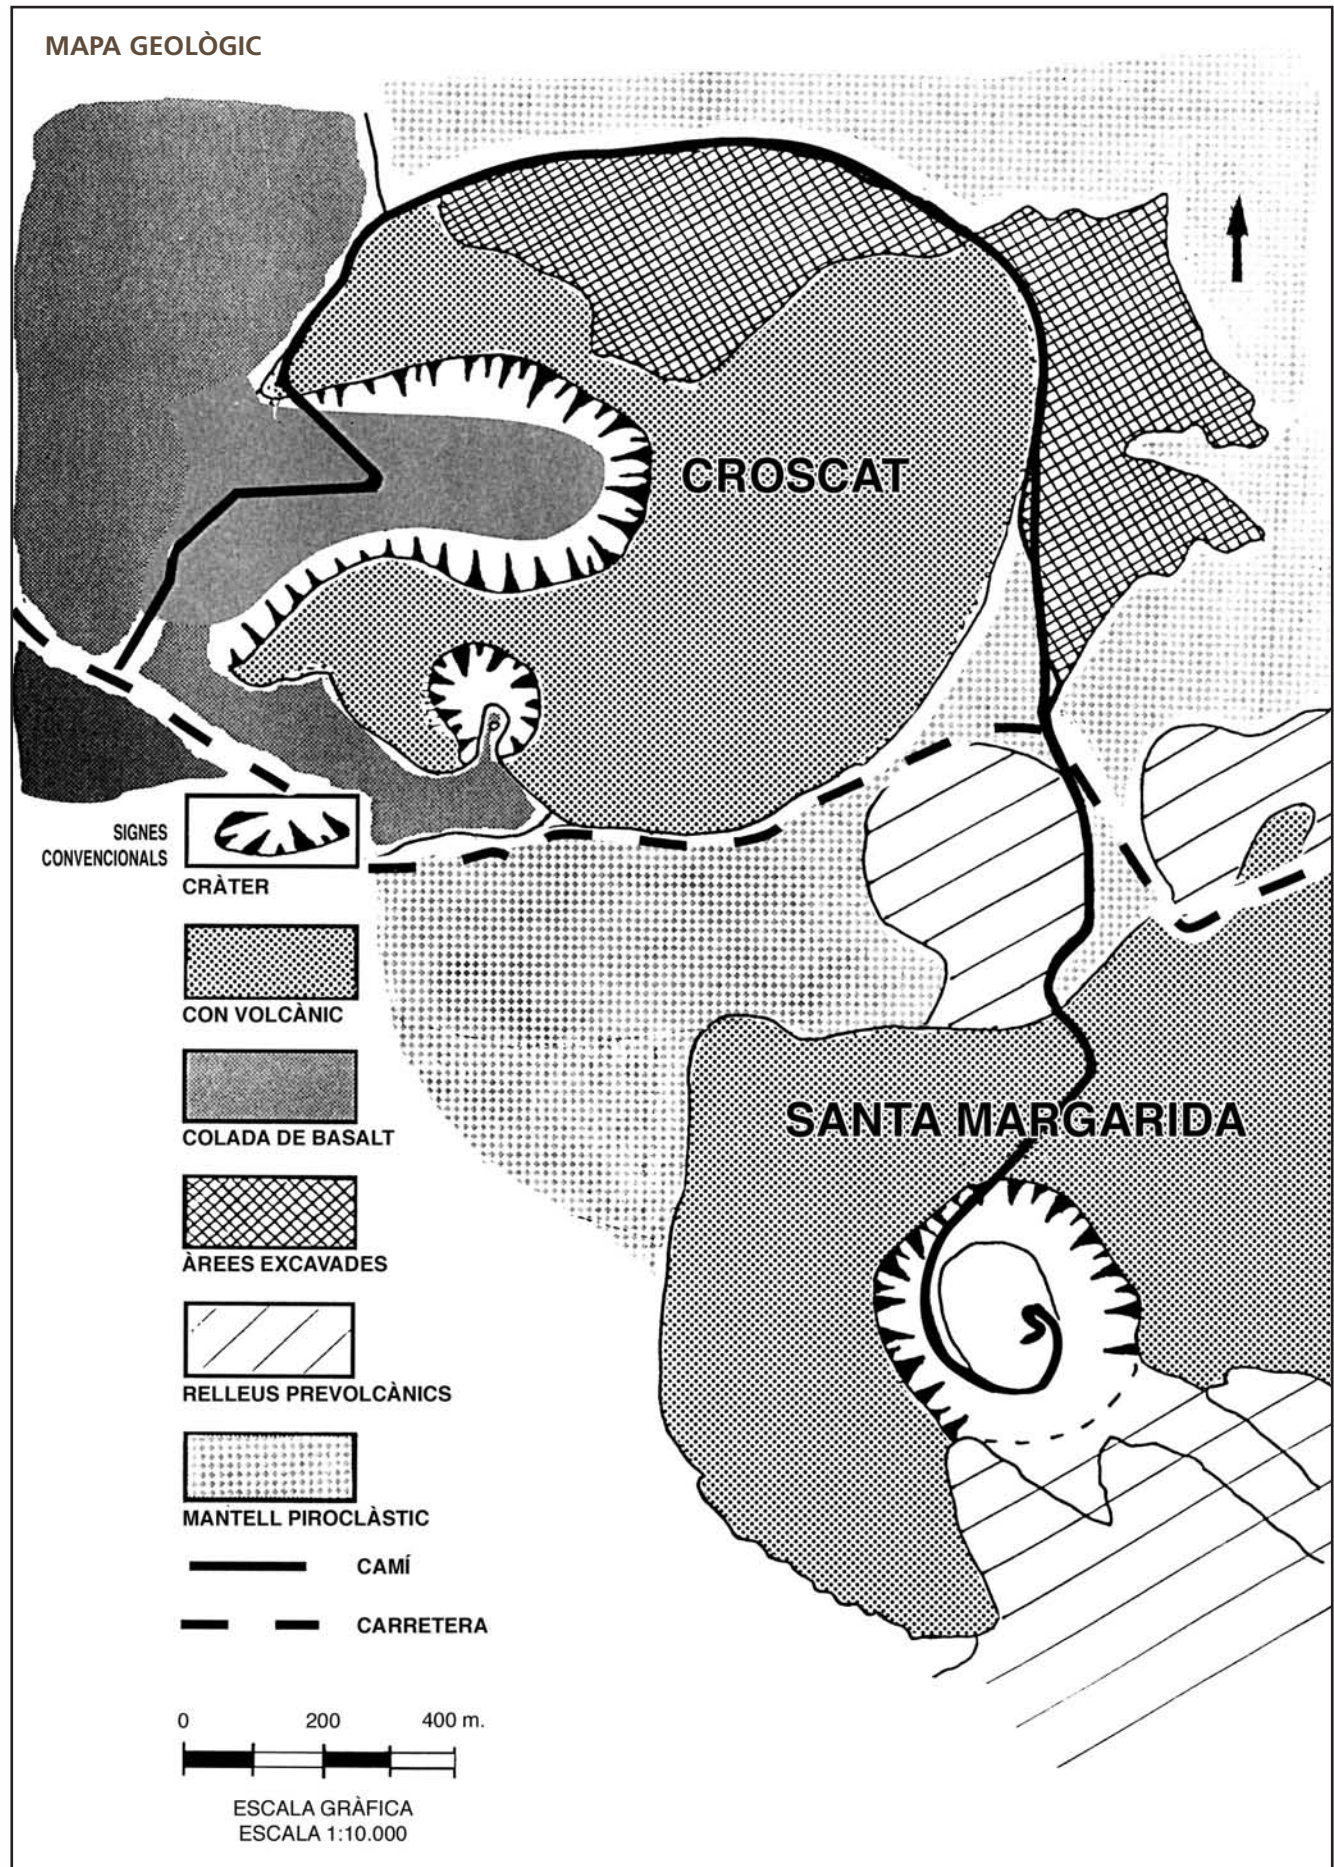 MAPA GEOLÒGIC
CROSCAT
SIGNES
CONVENCIONALS
CRÀTER
CON VOLCÀNIC
COLADA DE BASALT
SANTA MARGARIDA
ÀREES EXCAVADES
RELLEUS PREVOLCÀNICS
MANTELL PIROCLÀSTIC
CAMÍ
CARRETERA
0 200 400 m.
ESCALA GRÀFICA
ESCALA 1:10.000